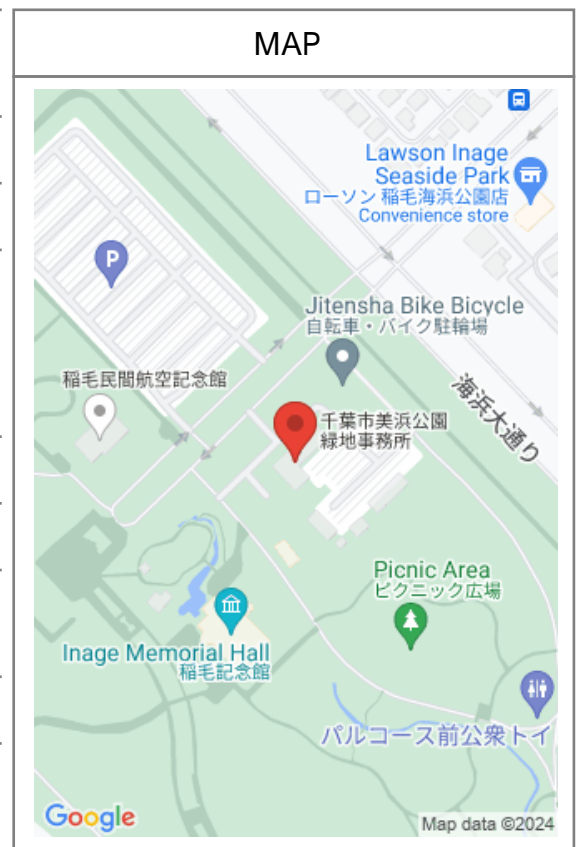 MAP
Lawson Inage
Seaside Park
ローソン 稲毛海浜公園店
Convenience store
P
Jitensha Bike Bicycle
自転車・バイク駐輪場
稲毛民間航空記念館
海浜大通り
千葉市美浜公園
緑地事務所
Picnic Area
ピクニック広場
Inage Memorial Hall
稲毛記念館
パルコース前公衆トイ
Google
Map data ©2024